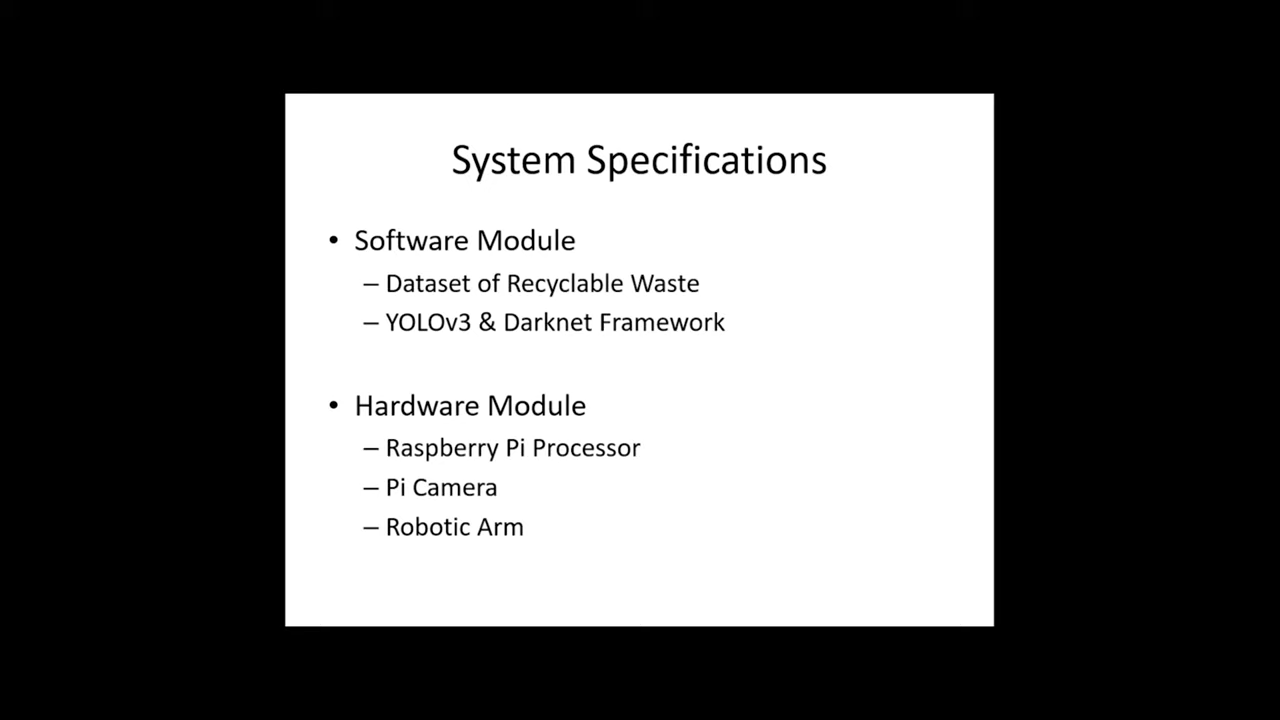 System Specifications
• Software Module
– Dataset of Recyclable Waste
– YOLOv3 & Darknet Framework
• Hardware Module
– Raspberry Pi Processor
– Pi Camera
– Robotic Arm